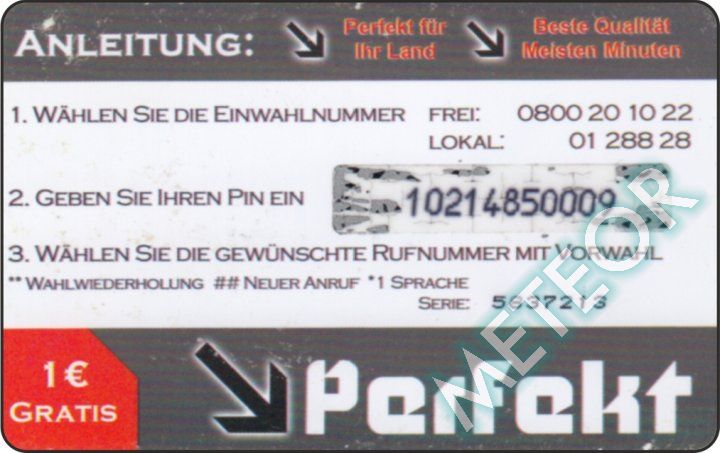 ANLEITUNG:
Perfekt für
Ihr Land
Beste Qualität
Meisten Minuten
1. WÄHLEN SIE DIE EINWAHLNUMMER FREI: 0800 20 10 22
LOKAL: 01 288 28
2. GEBEN SIE IHREN PIN EIN 10214850009
3. WÄHLEN SIE DIE GEWÜNSCHTE RUFNUMMER MIT VORWAHL
** WAHLWIEDERHOLUNG ## NEUER ANRUF *1 SPRACHE
SERIE: 5637213
1 €
GRATIS
Perfekt
METEOR